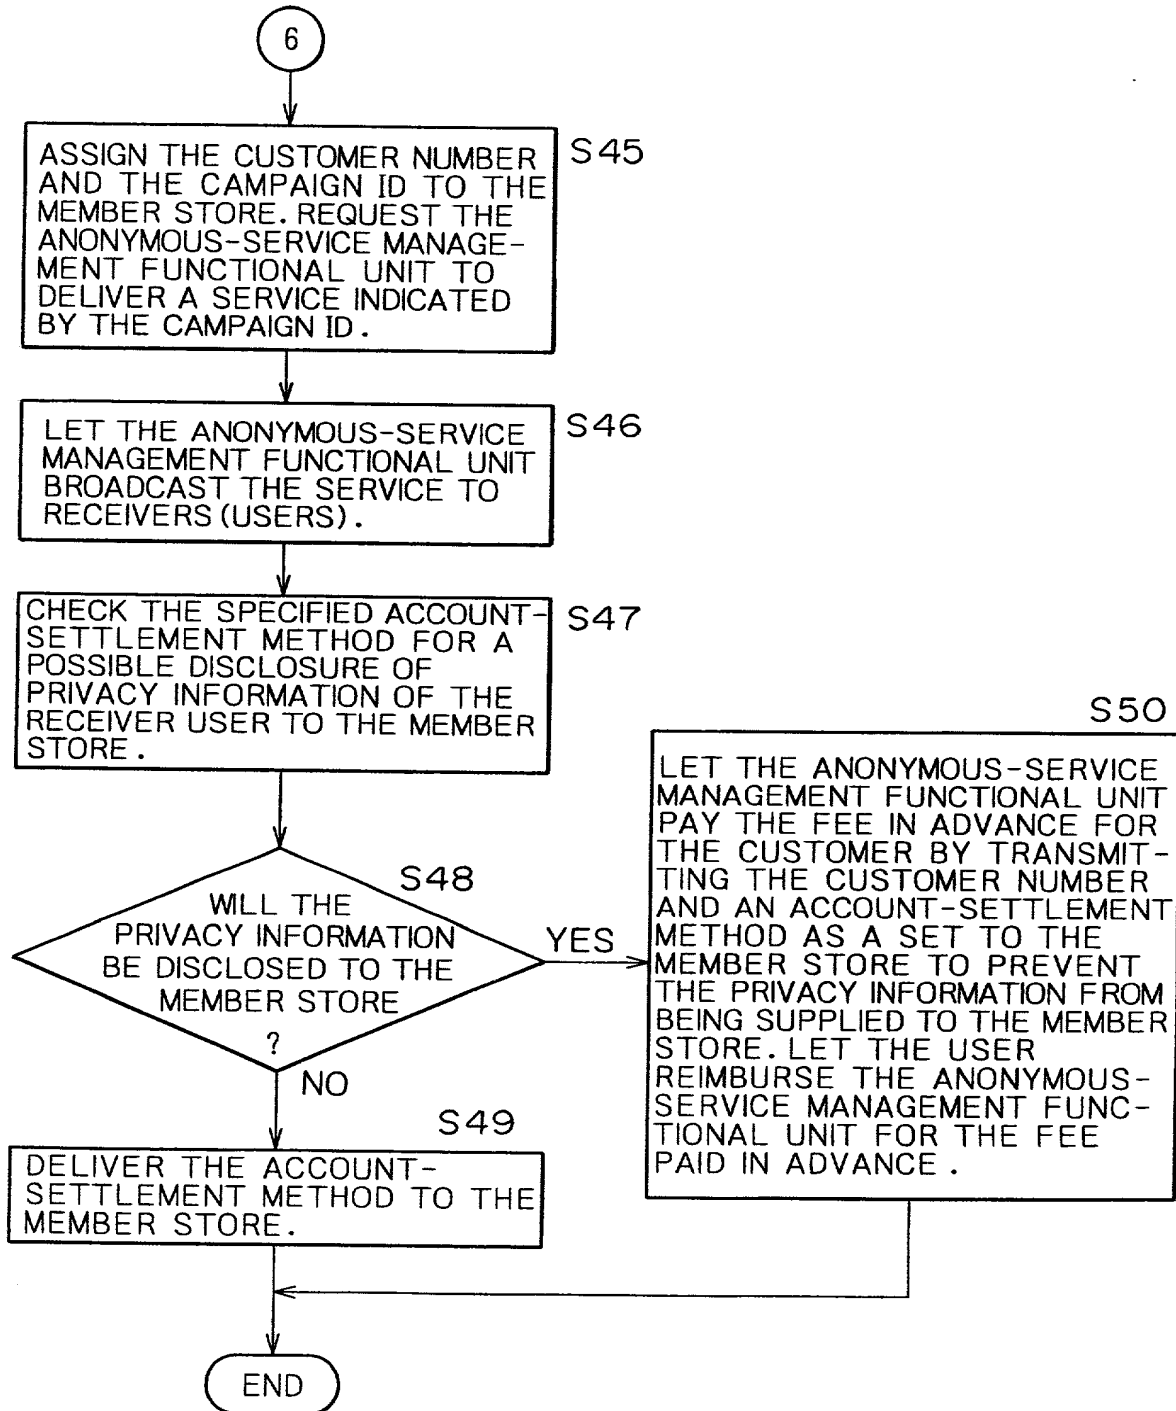 6
S45
ASSIGN THE CUSTOMER NUMBER
AND THE CAMPAIGN ID TO THE
MEMBER STORE. REQUEST THE
ANONYMOUS-SERVICE MANAGE-
MENT FUNCTIONAL UNIT TO
DELIVER A SERVICE INDICATED
BY THE CAMPAIGN ID.
S46
LET THE ANONYMOUS-SERVICE
MANAGEMENT FUNCTIONAL UNIT
BROADCAST THE SERVICE TO
RECEIVERS (USERS).
S47
CHECK THE SPECIFIED ACCOUNT-
SETTLEMENT METHOD FOR A
POSSIBLE DISCLOSURE OF
PRIVACY INFORMATION OF THE
RECEIVER USER TO THE MEMBER
STORE.
S48
WILL THE
PRIVACY INFORMATION
BE DISCLOSED TO THE
MEMBER STORE
?
YES
NO
S50
LET THE ANONYMOUS-SERVICE
MANAGEMENT FUNCTIONAL UNIT
PAY THE FEE IN ADVANCE FOR
THE CUSTOMER BY TRANSMIT-
TING THE CUSTOMER NUMBER
AND AN ACCOUNT-SETTLEMENT
METHOD AS A SET TO THE
MEMBER STORE TO PREVENT
THE PRIVACY INFORMATION FROM
BEING SUPPLIED TO THE MEMBER
STORE. LET THE USER
REIMBURSE THE ANONYMOUS-
SERVICE MANAGEMENT FUNC-
TIONAL UNIT FOR THE FEE
PAID IN ADVANCE.
S49
DELIVER THE ACCOUNT-
SETTLEMENT METHOD TO THE
MEMBER STORE.
END